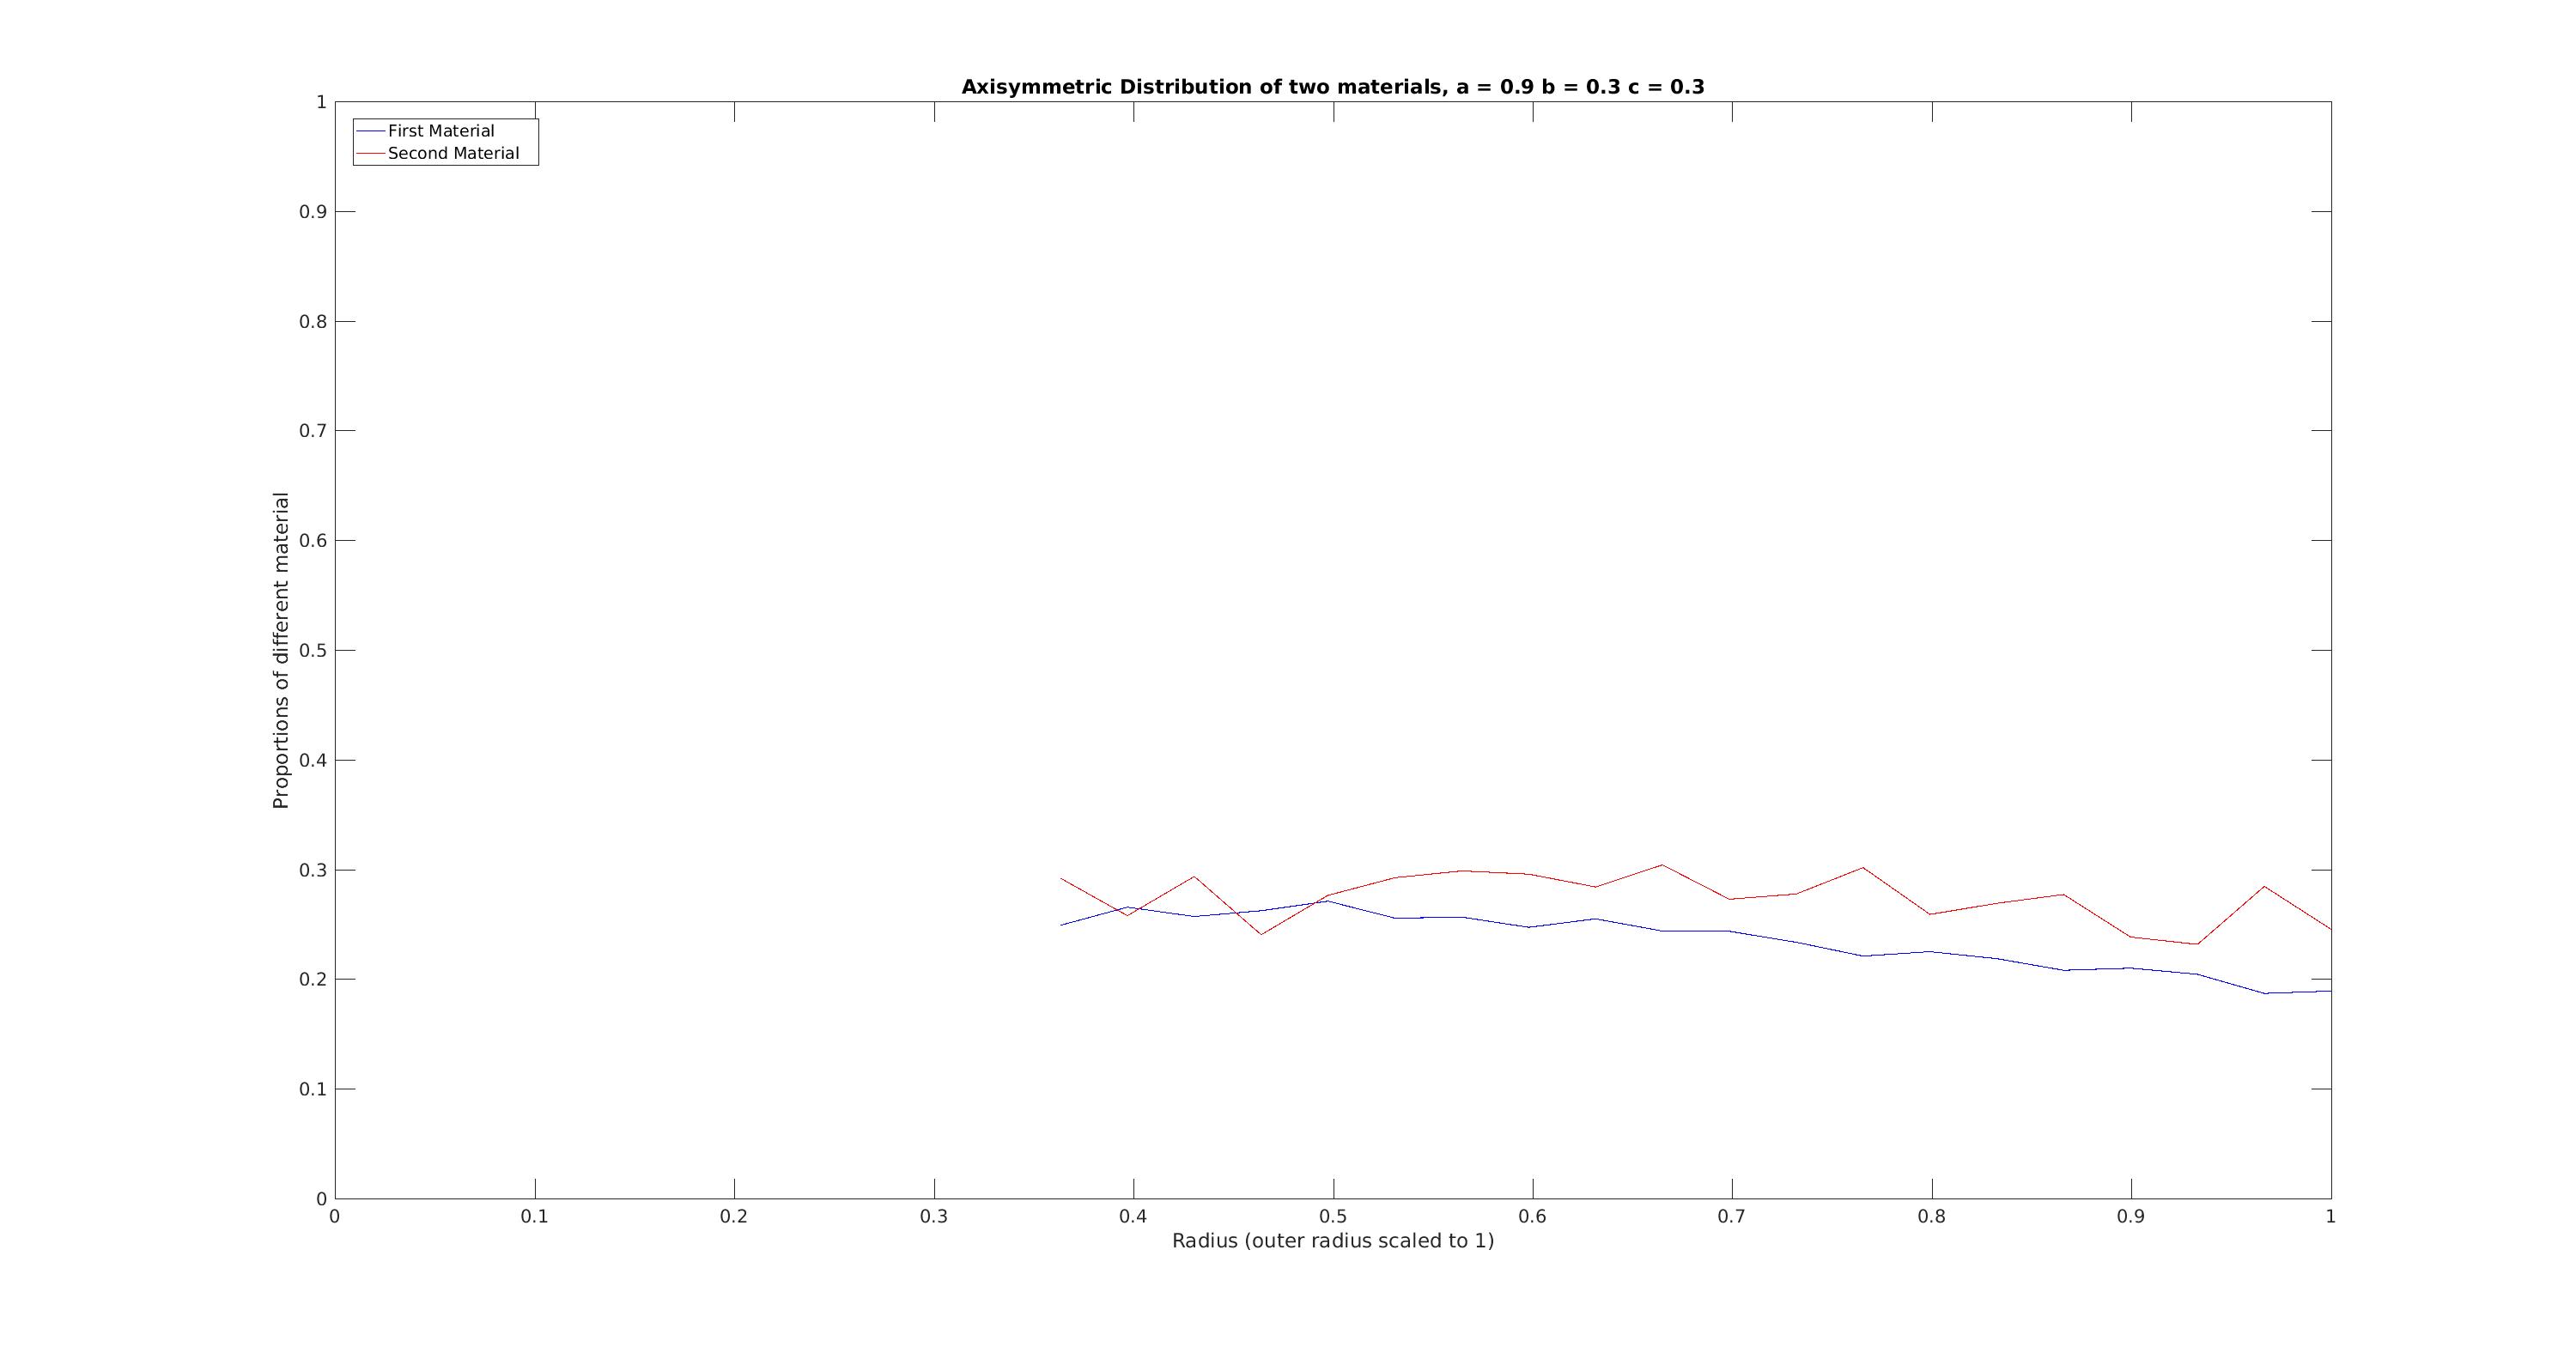 Axisymmetric Distribution of two materials, a = 0.9 b = 0.3 c = 0.3
First Material
Second Material
1
0.9
0.8
0.7
0.6
0.5
0.4
0.3
0.2
0.1
0
Proportions of different material
0 0.1 0.2 0.3 0.4 0.5 0.6 0.7 0.8 0.9 1
Radius (outer radius scaled to 1)